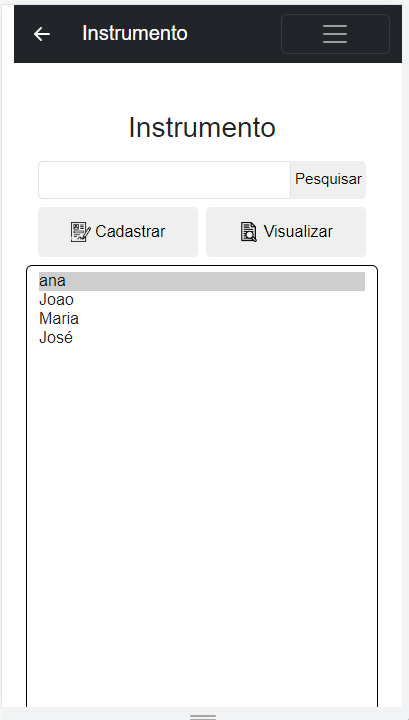 Instrumento
Instrumento
Pesquisar
Cadastrar Visualizar
ana
Joao
Maria
José